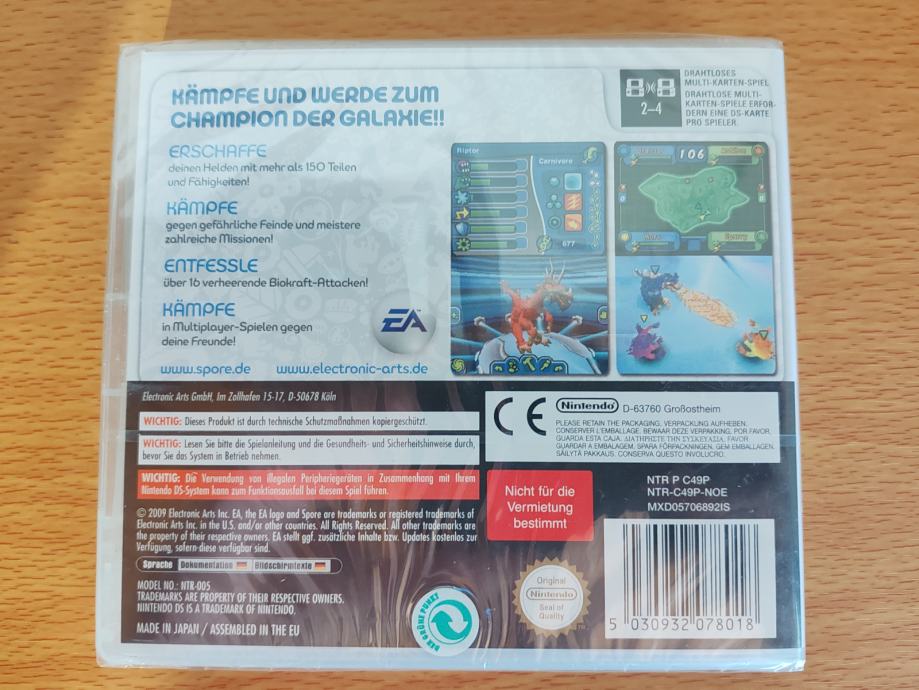 KÄMPFE UND WERDE ZUM
CHAMPION DER GALAXIE!!
ERSCHAFFE
deinen Helden mit mehr als 150 Teilen
und Fähigkeiten!
KÄMPFE
gegen gefährliche Feinde und meistere
zahlreiche Missionen!
ENTFESSLE
über 16 verheerende Biokraft-Attacken!
KÄMPFE
in Multiplayer-Spielen gegen
deine Freunde!
EA
www.spore.de www.electronic-arts.de
2-4
DRAHTLOSES
MULTI-KARTEN-SPIEL
DRAHTLOSE MULTI-
KARTEN-SPIELE ERFOR-
DERN EINE DS-KARTE
PRO SPIELER.
Riptor
Carnivore
677
106
Electronic Arts GmbH, Im Zollhafen 15-17, D-50678 Köln
WICHTIG: Dieses Produkt ist durch technische Schutzmaßnahmen kopiergeschützt.
WICHTIG: Lesen Sie bitte die Spielanleitung und die Gesundheits- und Sicherheitshinweise durch,
bevor Sie das System in Betrieb nehmen.
WICHTIG: Die Verwendung von illegalen Peripheriegeräten in Zusammenhang mit Ihrem
Nintendo DS-System kann zum Funktionsausfall bei diesem Spiel führen.
© 2009 Electronic Arts Inc. EA, the EA logo and Spore are trademarks or registered trademarks of
Electronic Arts Inc. in the U.S. and/or other countries. All Rights Reserved. All other trademarks are
the property of their respective owners. EA stellt ggf. zusätzliche Inhalte bzw. Updates kostenlos zur
Verfügung, sofern diese verfügbar sind.
Sprache Dokumentation Bildschirmtexte
MODEL NO.: NTR-005
TRADEMARKS ARE PROPERTY OF THEIR RESPECTIVE OWNERS.
NINTENDO DS IS A TRADEMARK OF NINTENDO.
MADE IN JAPAN / ASSEMBLED IN THE EU
CE
Nintendo D-63760 Großostheim
PLEASE RETAIN THE PACKAGING. VERPACKUNG AUFHEBEN.
CONSERVER L'EMBALLAGE. BEWAAR DEZE VERPAKKING. POR FAVOR,
GUARDA ESTA CAJA. ΔΙΑΤΗΡΗΣΤΕ ΤΗΝ ΣΥΣΚΕΥΑΣΙΑ. FAVOR
GUARDAR A EMBALAGEM. SPARA FÖRPACKNINGEN. GEM EMBALLAGEN.
SÄILYTÄ PAKKAUS. CONSERVA QUESTO INVOLUCRO.
Nicht für die
Vermietung
bestimmt
NTR P C49P
NTR-C49P-NOE
MXD05706892IS
Original
Nintendo
Seal of
Quality
DER GRÜNE PUNKT
5 030932 078018